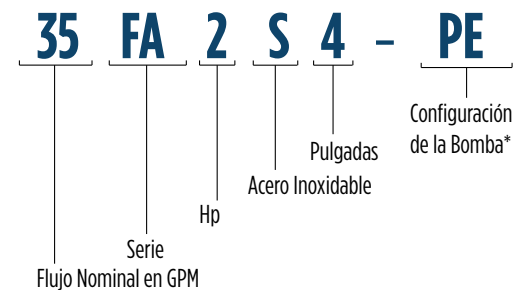 35 FA 2 S 4 - PE
Configuración
de la Bomba*
Pulgadas
Acero Inoxidable
Hp
Serie
Flujo Nominal en GPM